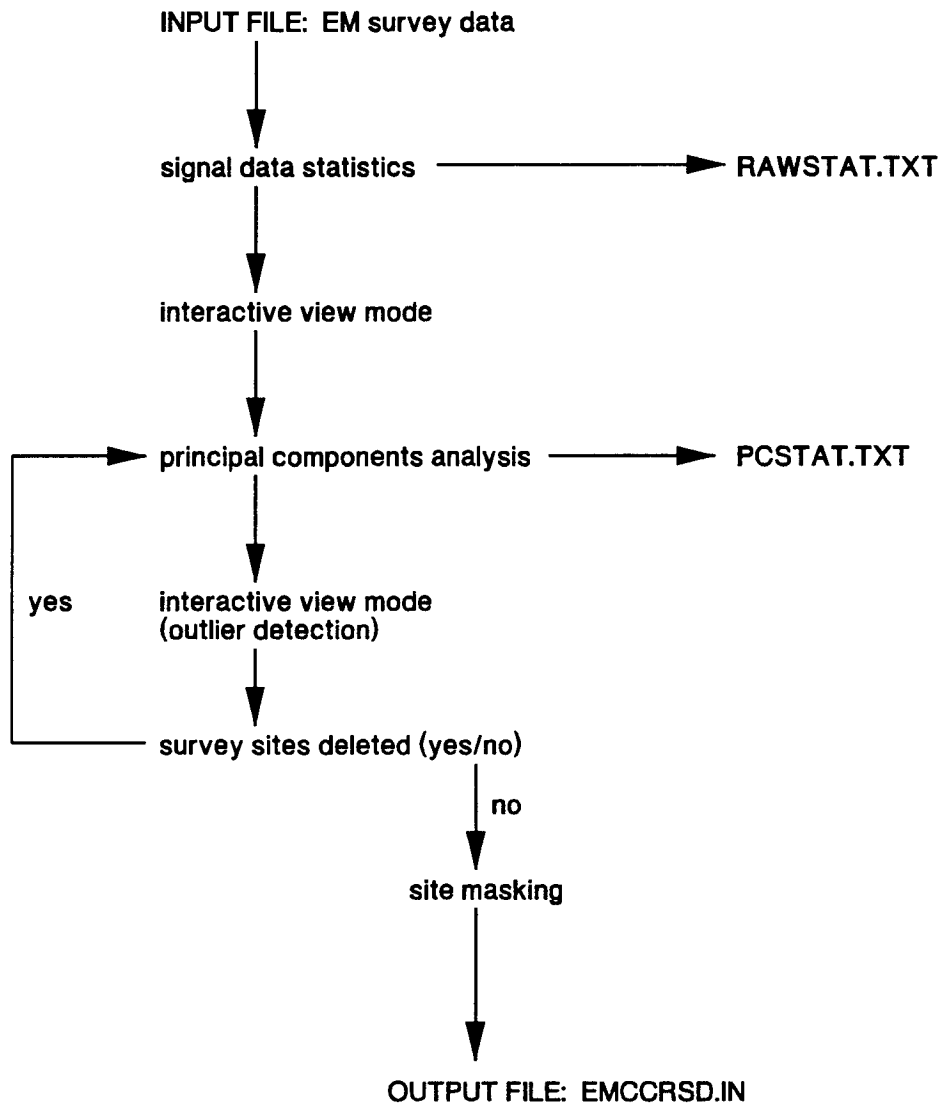 INPUT FILE: EM survey data
signal data statistics
RAWSTAT.TXT
interactive view mode
principal components analysis
PCSTAT.TXT
yes
interactive view mode
(outlier detection)
survey sites deleted (yes/no)
no
site masking
OUTPUT FILE: EMCCRSD.IN